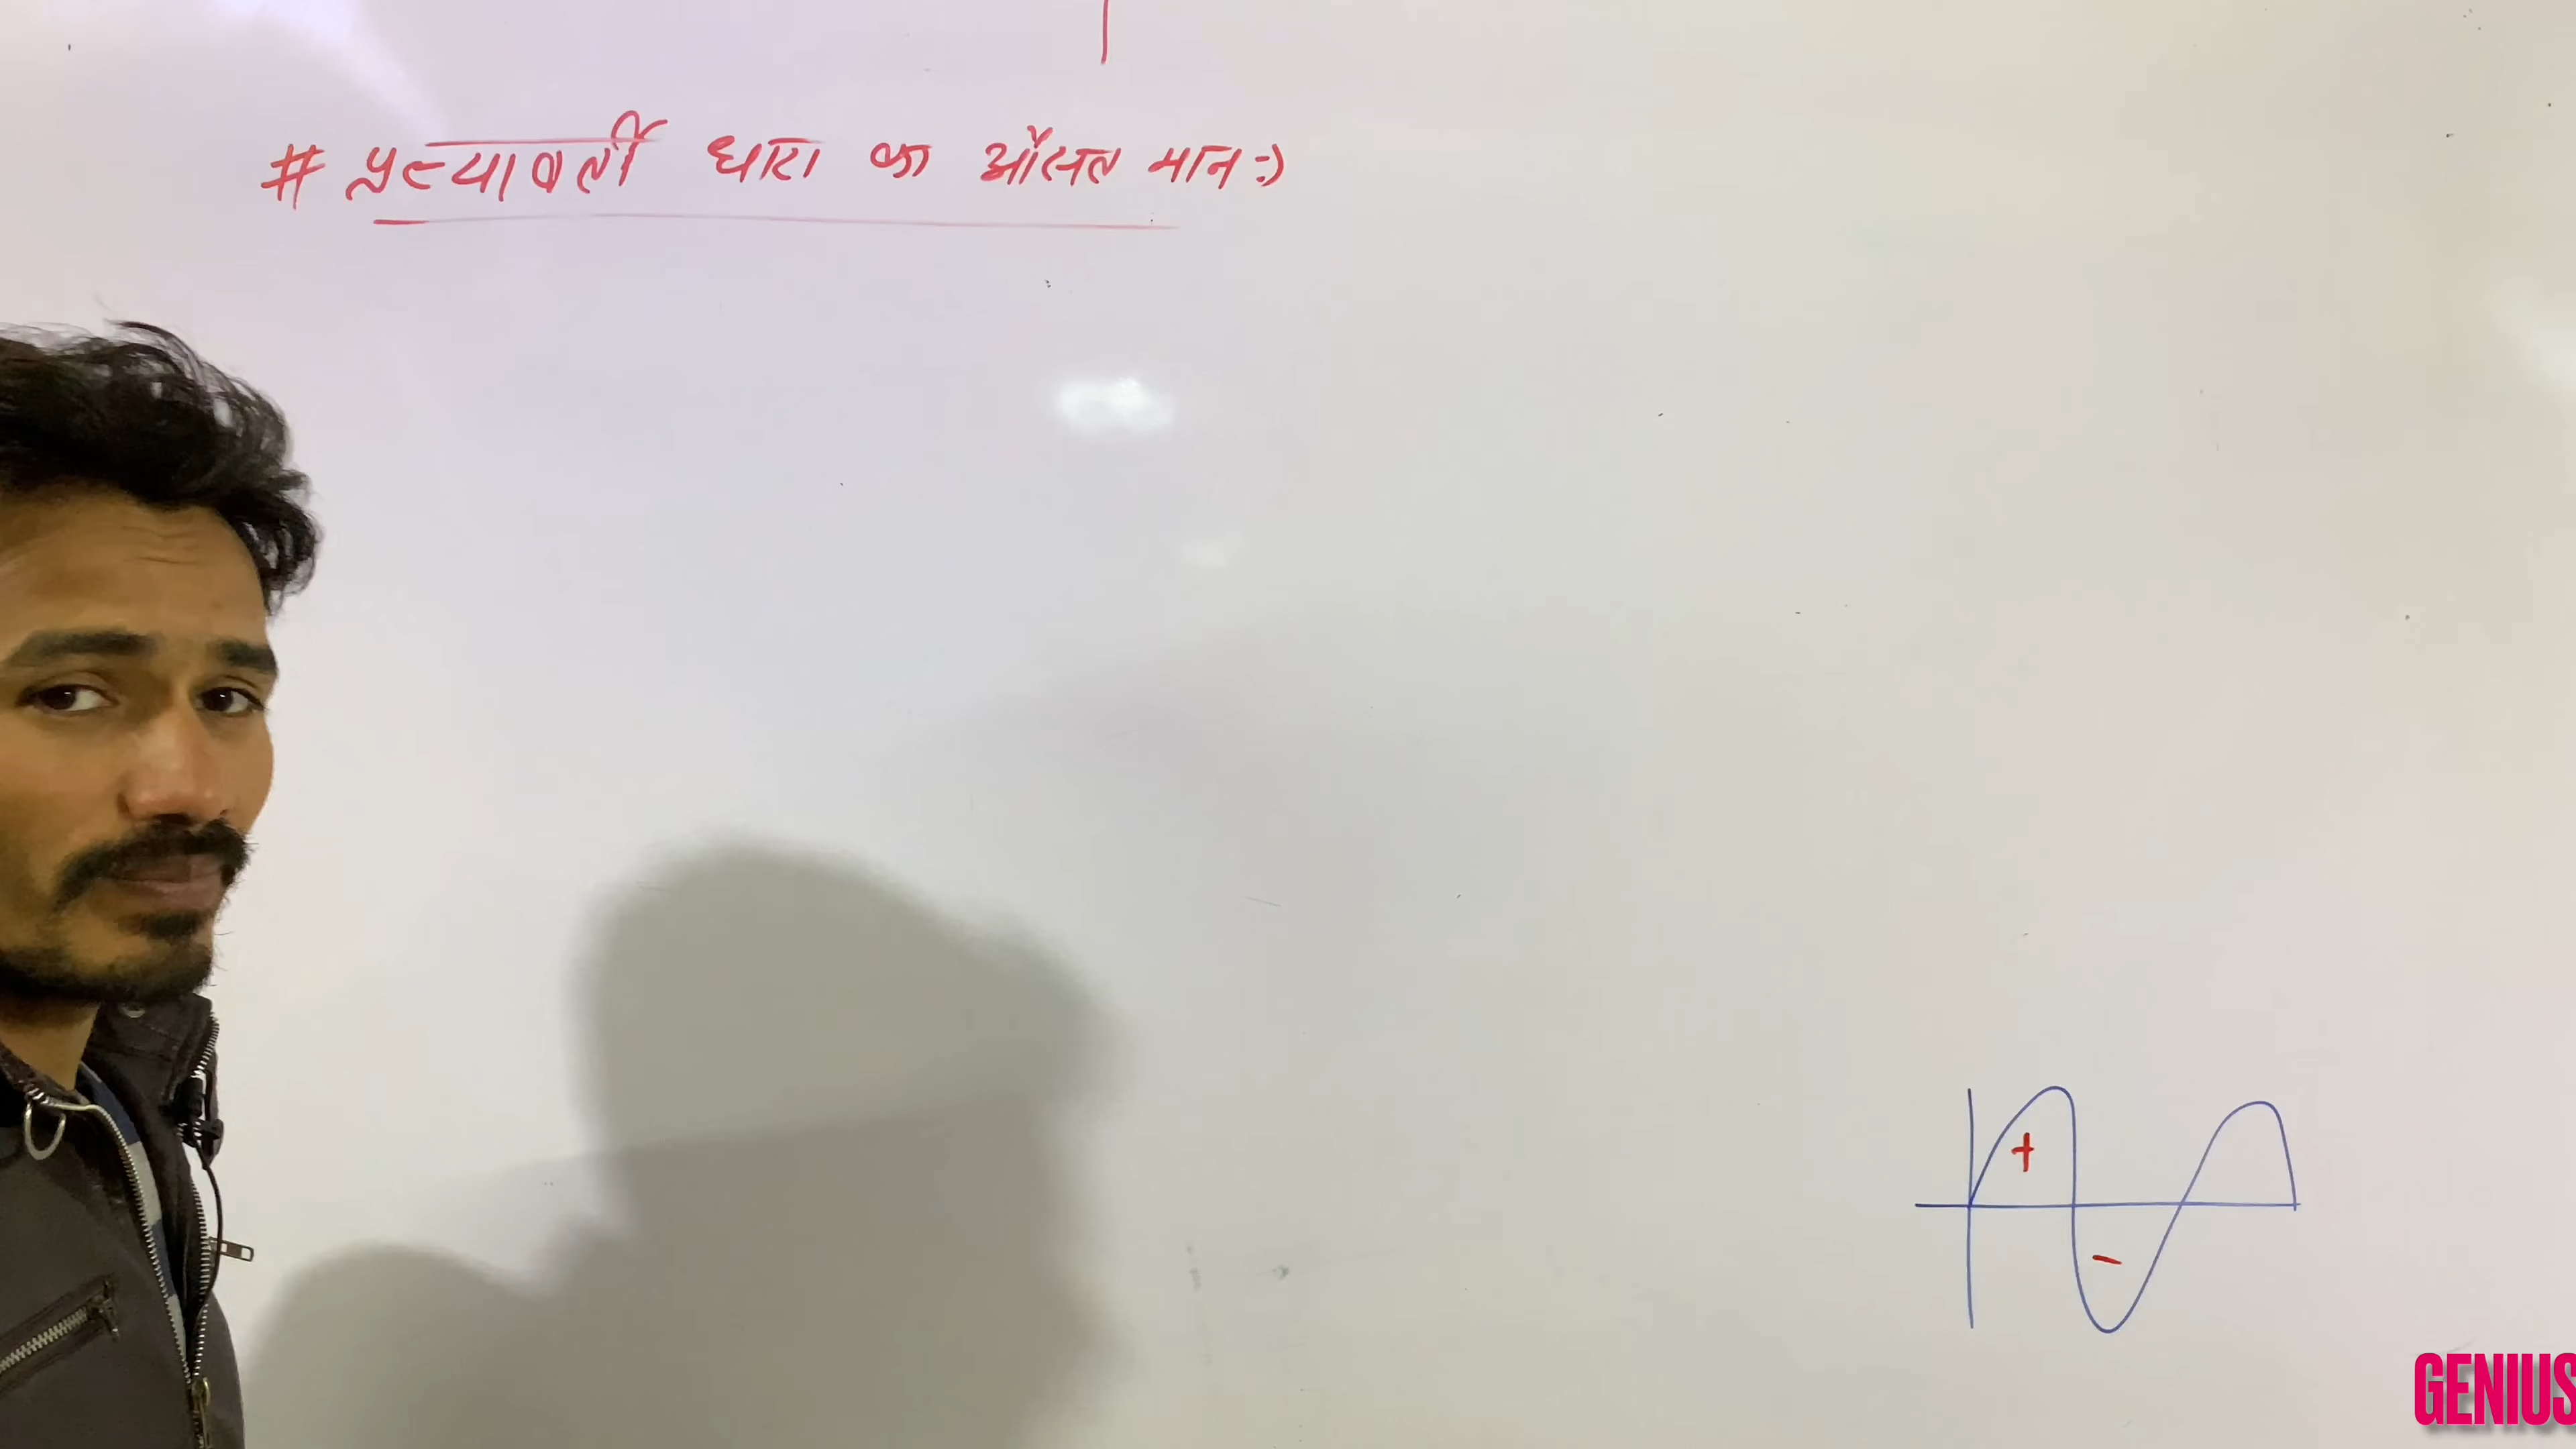 # प्रत्यावर्ती धारा का औसत मान :)
+
-
GENIUS